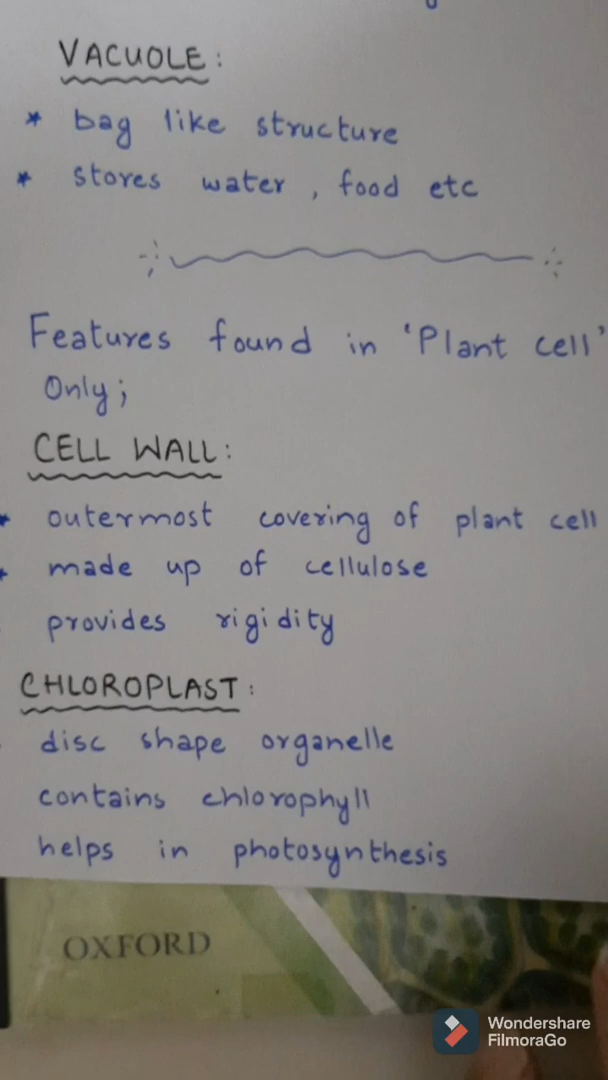 VACUOLE:
* bag like structure
* stores water, food etc
Features found in 'Plant cell'
Only;
CELL WALL:
* outermost covering of plant cell
* made up of cellulose
provides rigidity
CHLOROPLAST:
disc shape organelle
contains chlorophyll
helps in photosynthesis
OXFORD
Wondershare
FilmoraGo